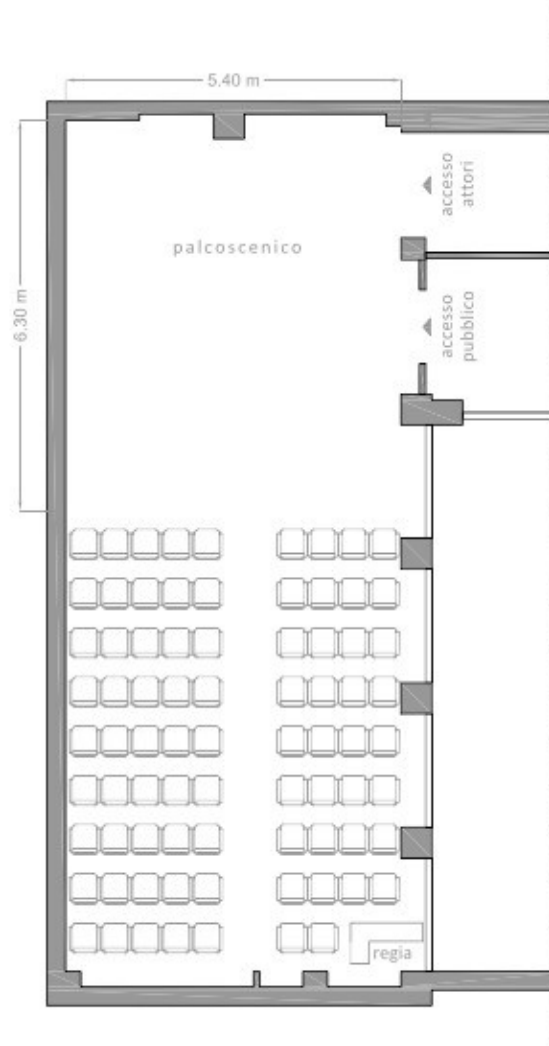 5.40 m
accesso
attori
palcoscenico
6.30 m
accesso
pubblico
regia